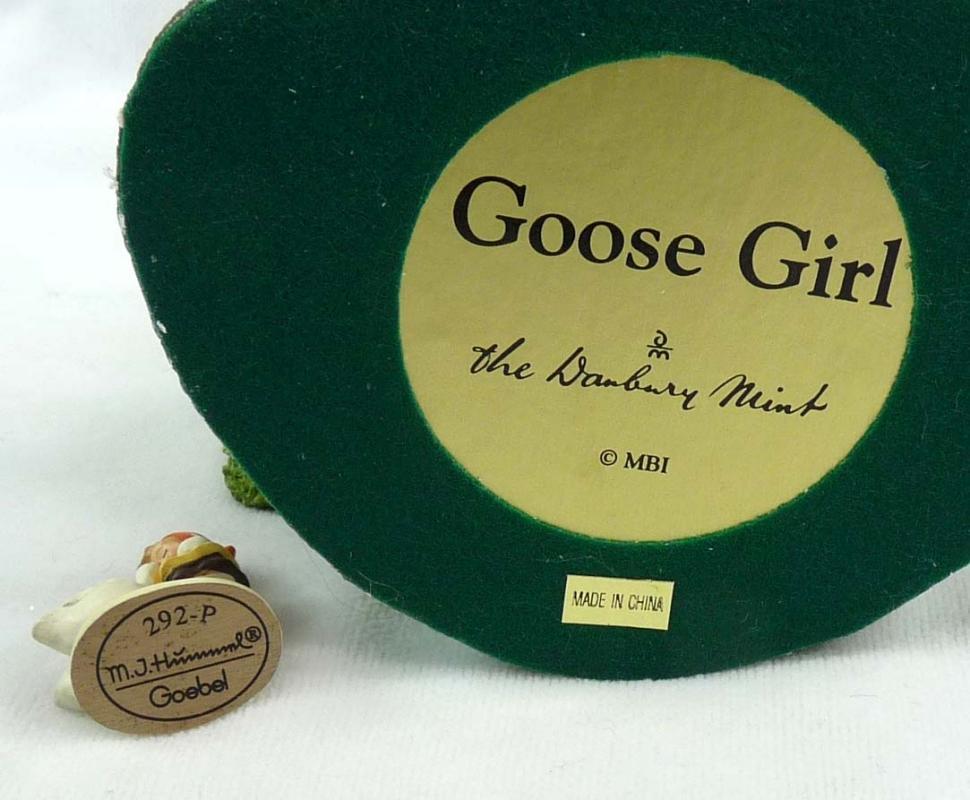 Goose Girl
the Danbury Mint
© MBI
MADE IN CHINA
292-P
M.J.Hummel®
Goebel